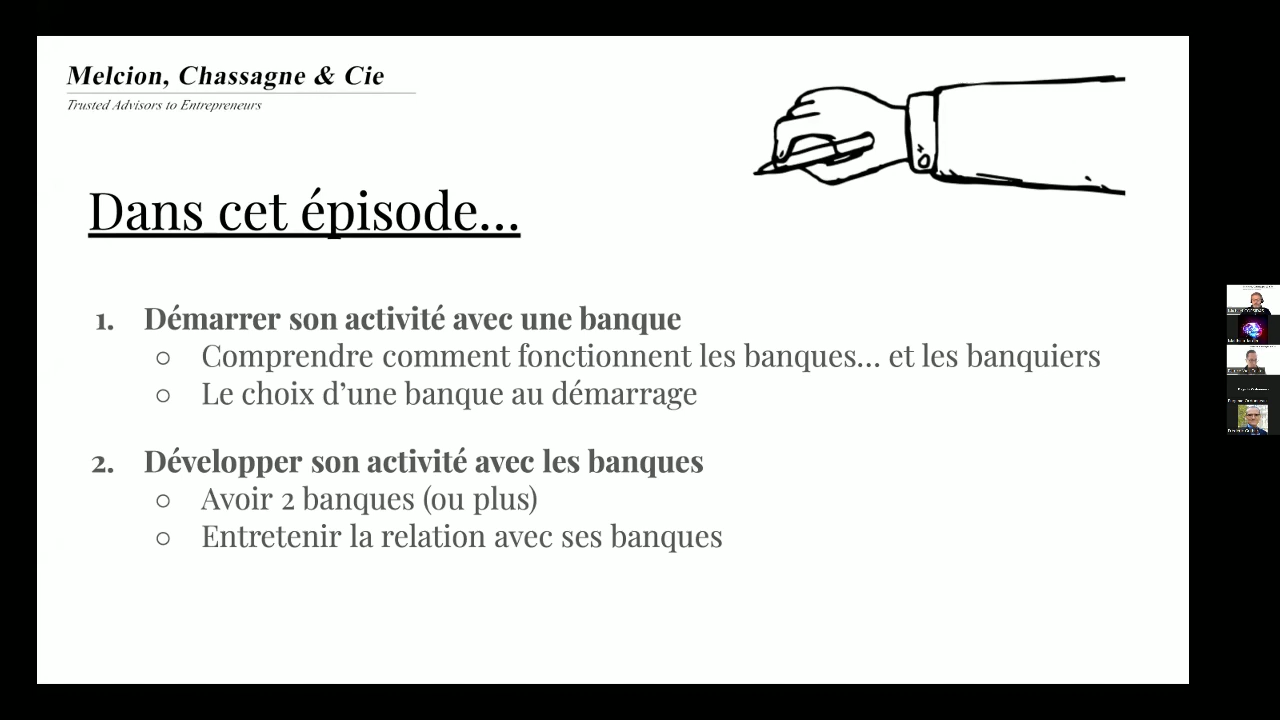 Melcion, Chassagne & Cie
Trusted Advisors to Entrepreneurs
Dans cet épisode...
1. Démarrer son activité avec une banque
○ Comprendre comment fonctionnent les banques... et les banquiers
○ Le choix d’une banque au démarrage
2. Développer son activité avec les banques
○ Avoir 2 banques (ou plus)
○ Entretenir la relation avec ses banques